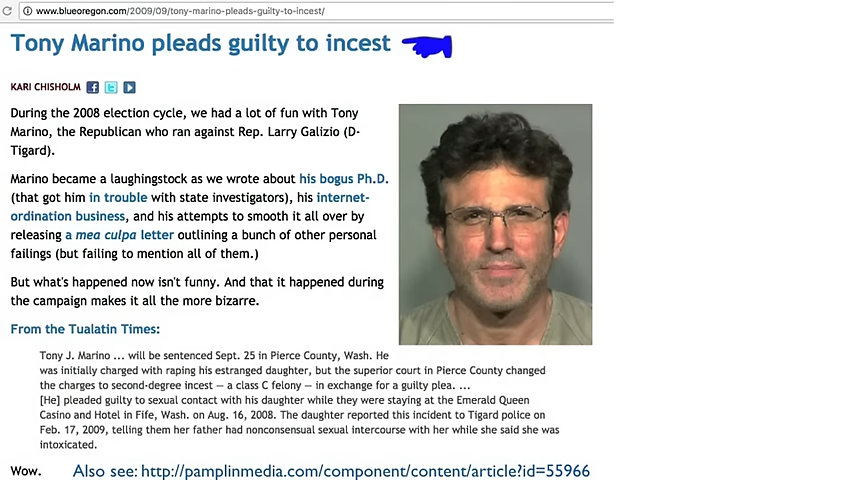 www.blueoregon.com/2009/09/tony-marino-pleads-guilty-to-incest/
Tony Marino pleads guilty to incest
KARI CHISHOLM
During the 2008 election cycle, we had a lot of fun with Tony
Marino, the Republican who ran against Rep. Larry Galizio (D-
Tigard).
Marino became a laughingstock as we wrote about his bogus Ph.D.
(that got him in trouble with state investigators), his internet-
ordination business, and his attempts to smooth it all over by
releasing a mea culpa letter outlining a bunch of other personal
failings (but failing to mention all of them.)
But what's happened now isn't funny. And that it happened during
the campaign makes it all the more bizarre.
From the Tualatin Times:
Tony J. Marino ... will be sentenced Sept. 25 in Pierce County, Wash. He
was initially charged with raping his estranged daughter, but the superior court in Pierce County changed
the charges to second-degree incest — a class C felony — in exchange for a guilty plea. ...
[He] pleaded guilty to sexual contact with his daughter while they were staying at the Emerald Queen
Casino and Hotel in Fife, Wash. on Aug. 16, 2008. The daughter reported this incident to Tigard police on
Feb. 17, 2009, telling them her father had nonconsensual sexual intercourse with her while she said she was
intoxicated.
Wow. Also see: http://pamplinmedia.com/component/content/article?id=55966